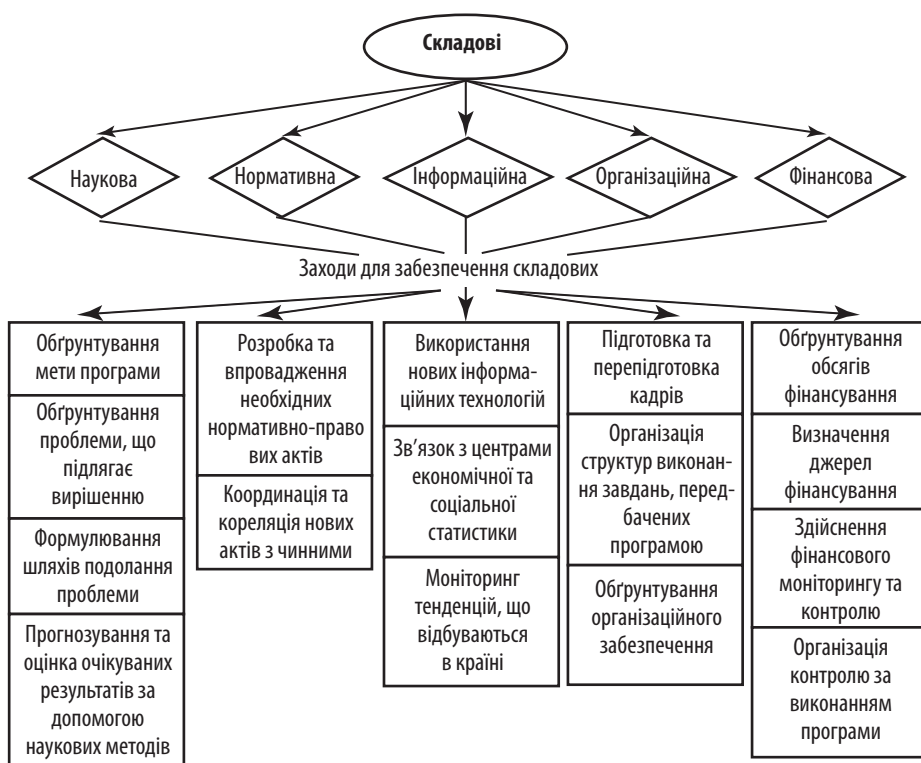 Складові
Наукова
Нормативна
Інформаційна
Організаційна
Фінансова
Заходи для забезпечення складових
Обґрунтування
мети програми
Обґрунтування
проблеми, що
підлягає
вирішенню
Формулювання
шляхів подолання
проблеми
Прогнозування та
оцінка очікуваних
результатів за
допомогою
наукових методів
Розробка та
впровадження
необхідних
нормативно-право
вих актів
Координація та
кореляція нових
актів з чинними
Використання
нових інформа-
ційних технологій
Зв’язок з центрами
економічної та
соціальної
статистики
Моніторинг
тенденцій, що
відбуваються
в країні
Підготовка та
перепідготовка
кадрів
Організація
структур виконан-
ня завдань, перед-
бачених
програмою
Обґрунтування
організаційного
забезпечення
Обґрунтування
обсягів
фінансування
Визначення
джерел
фінансування
Здійснення
фінансового
моніторингу та
контролю
Організація
контролю за
виконанням
програми